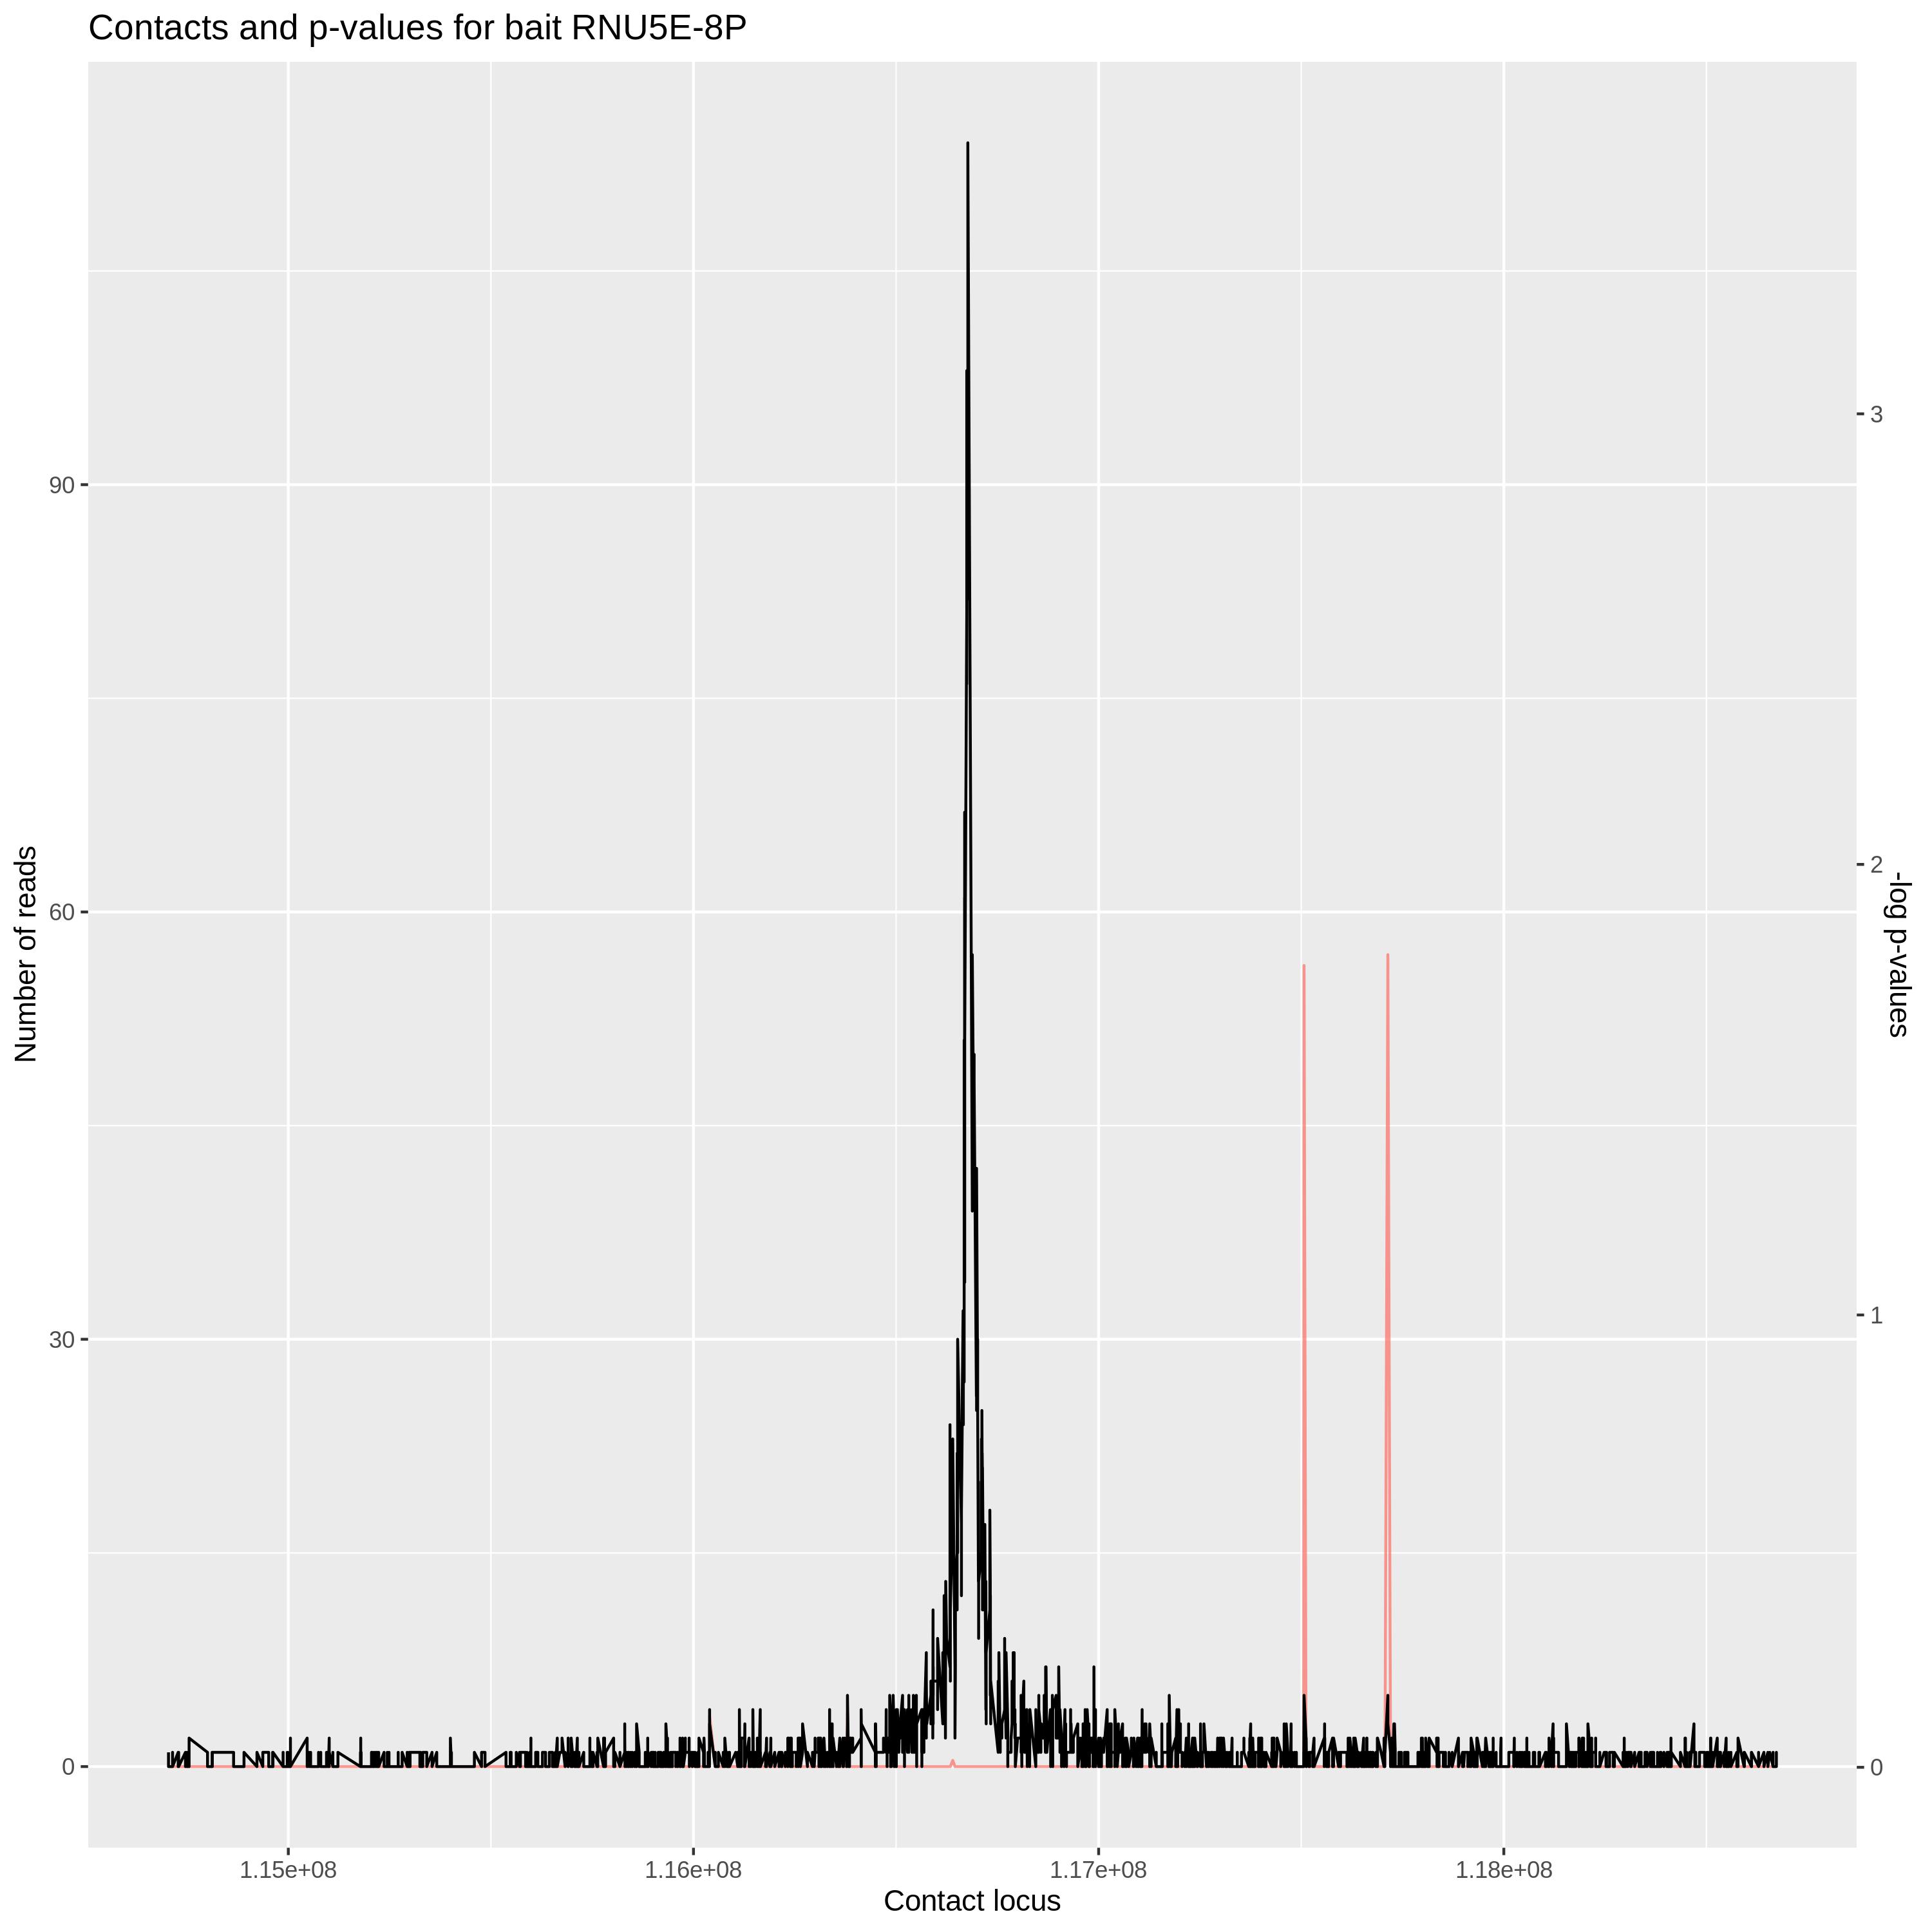 Contacts and p-values for bait RNU5E-8P
Number of reads
90
60
30
0
3
2
1
0
-log p-values
1.15e+08
1.16e+08
1.17e+08
1.18e+08
Contact locus